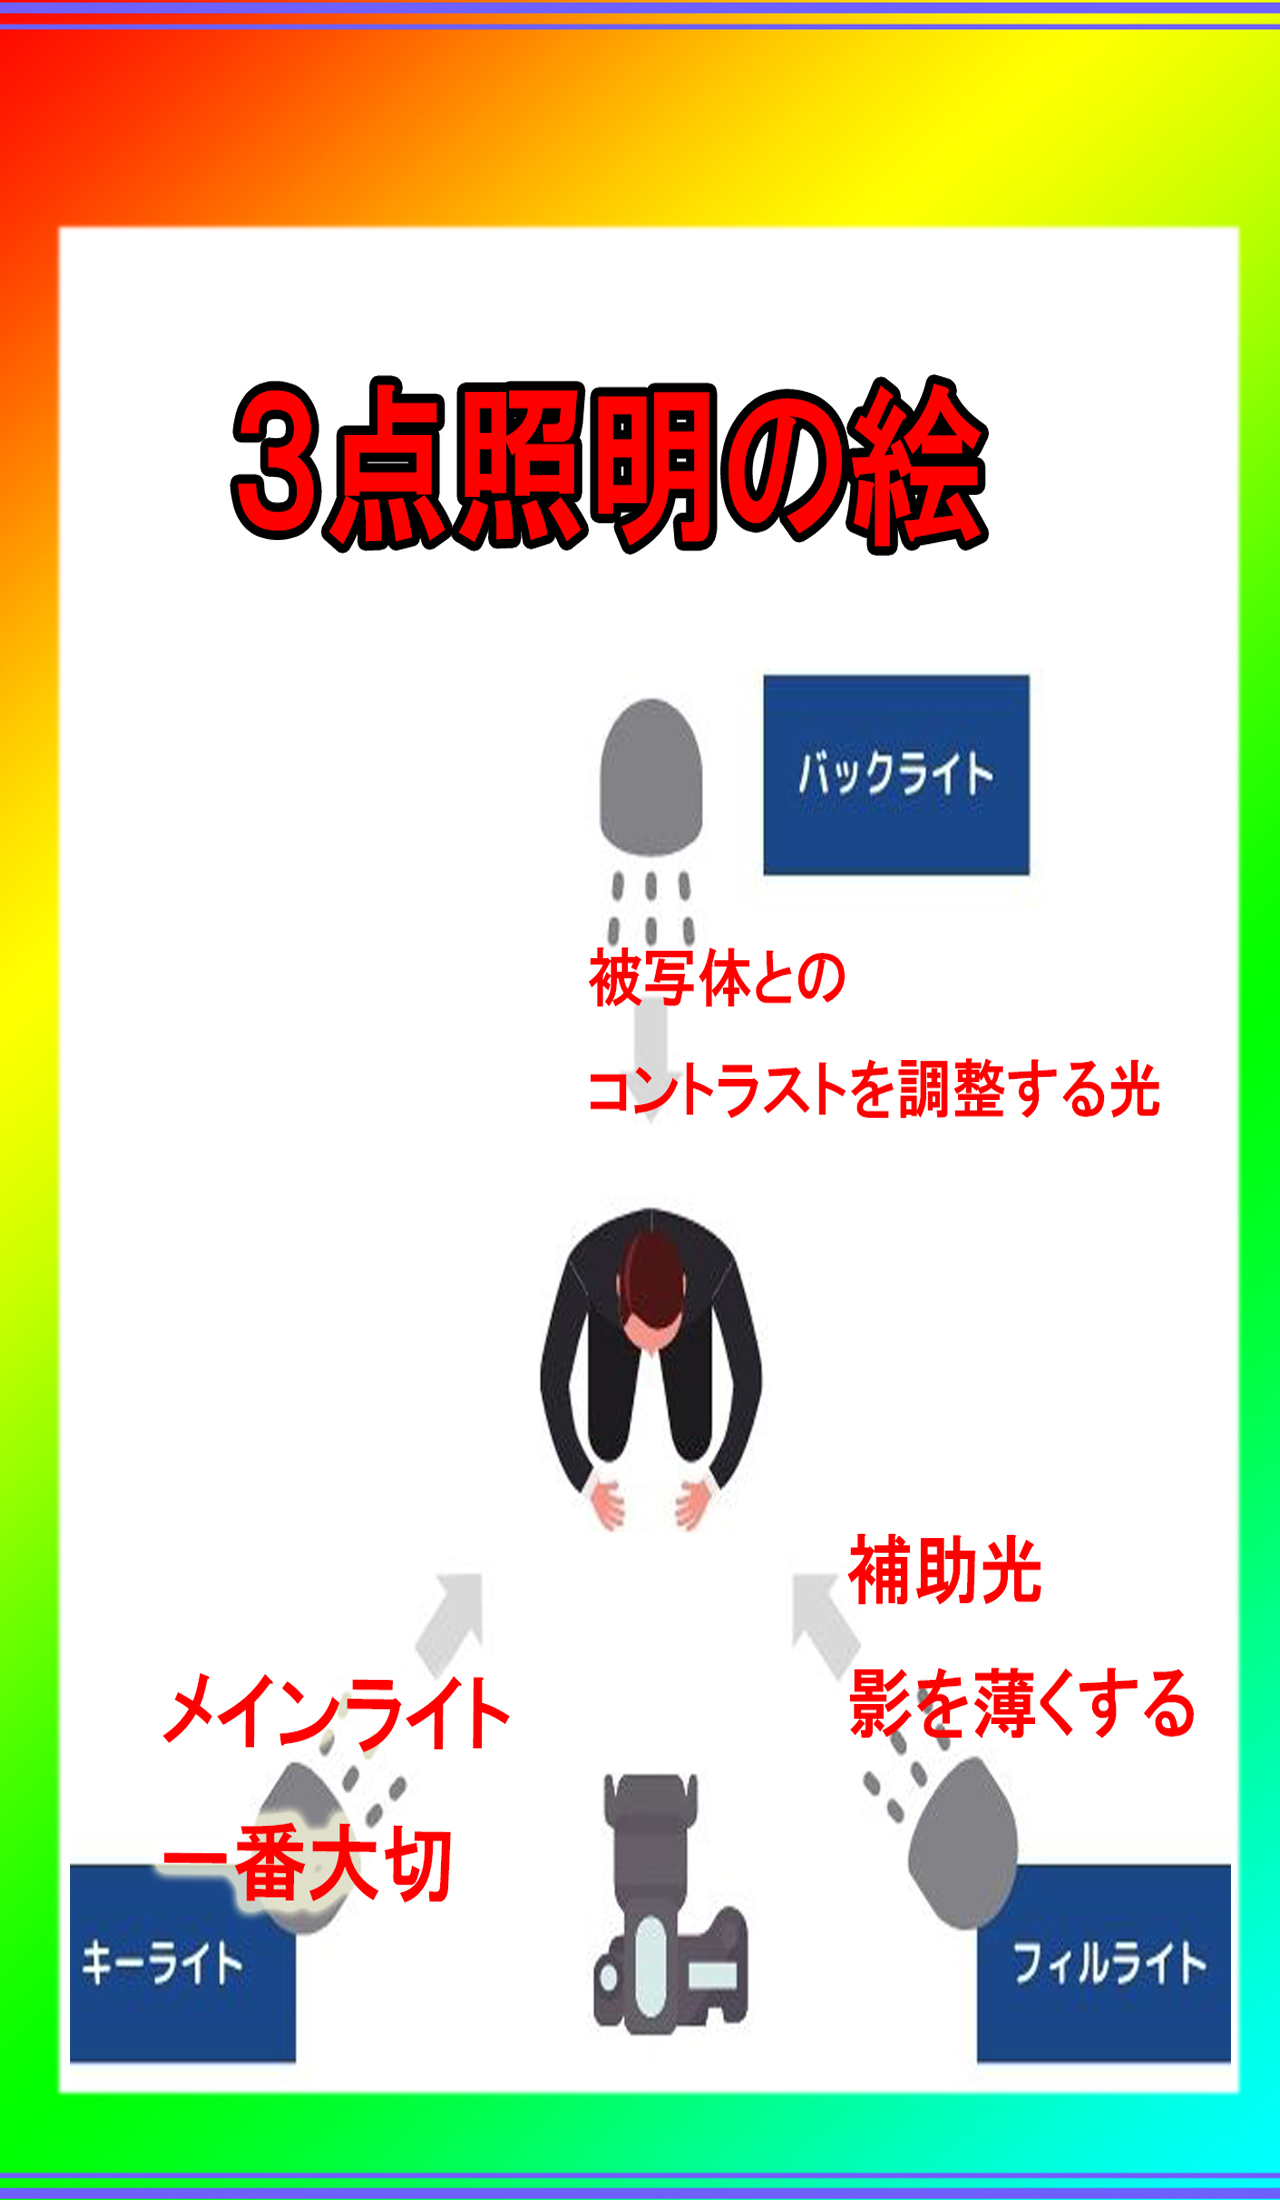 ３点照明の絵
バックライト
被写体との
コントラストを調整する光
補助光
影を薄くする
メインライト
一番大切
キーライト
フィルライト